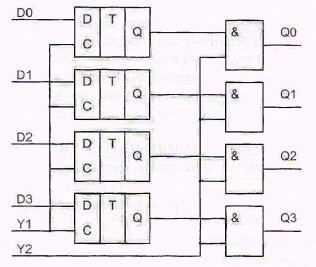 D0 D T Q & Q0
C
D1 D T Q & Q1
C
D2 D T Q & Q2
C
D3 D T Q & Q3
Y1 C
Y2